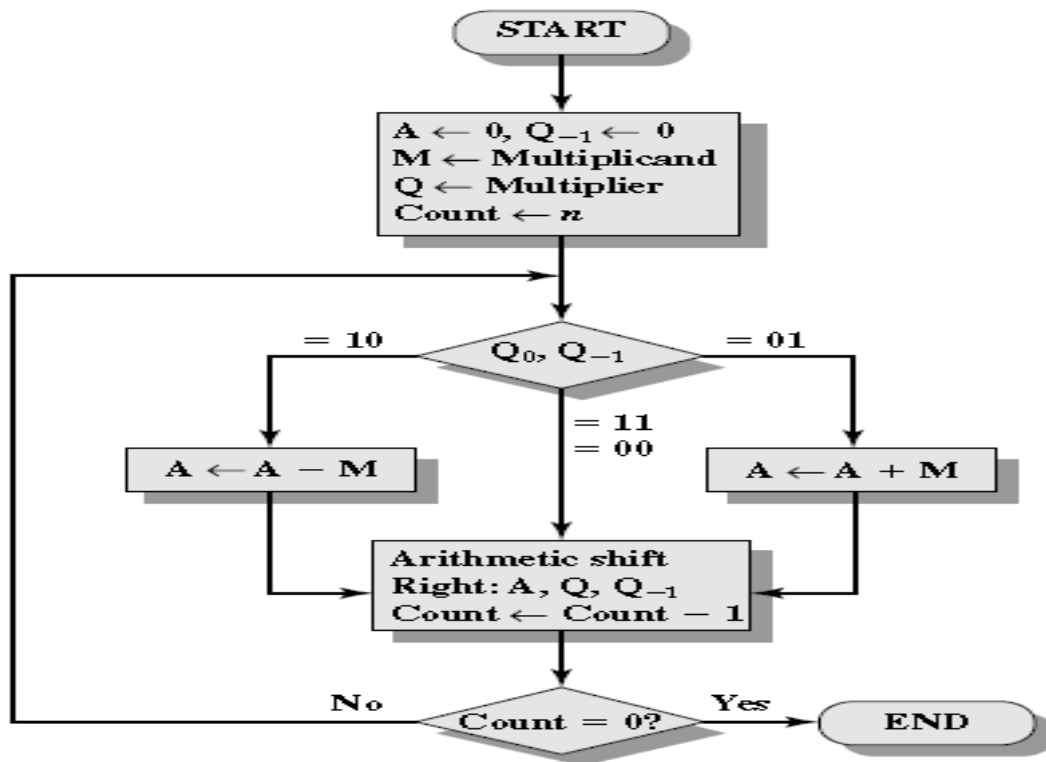 START
A ← 0, Q₋₁ ← 0
M ← Multiplicand
Q ← Multiplier
Count ← n
= 10
Q₀, Q₋₁
= 01
= 11
= 00
A ← A − M
A ← A + M
Arithmetic shift
Right: A, Q, Q₋₁
Count ← Count − 1
No
Count = 0?
Yes
END